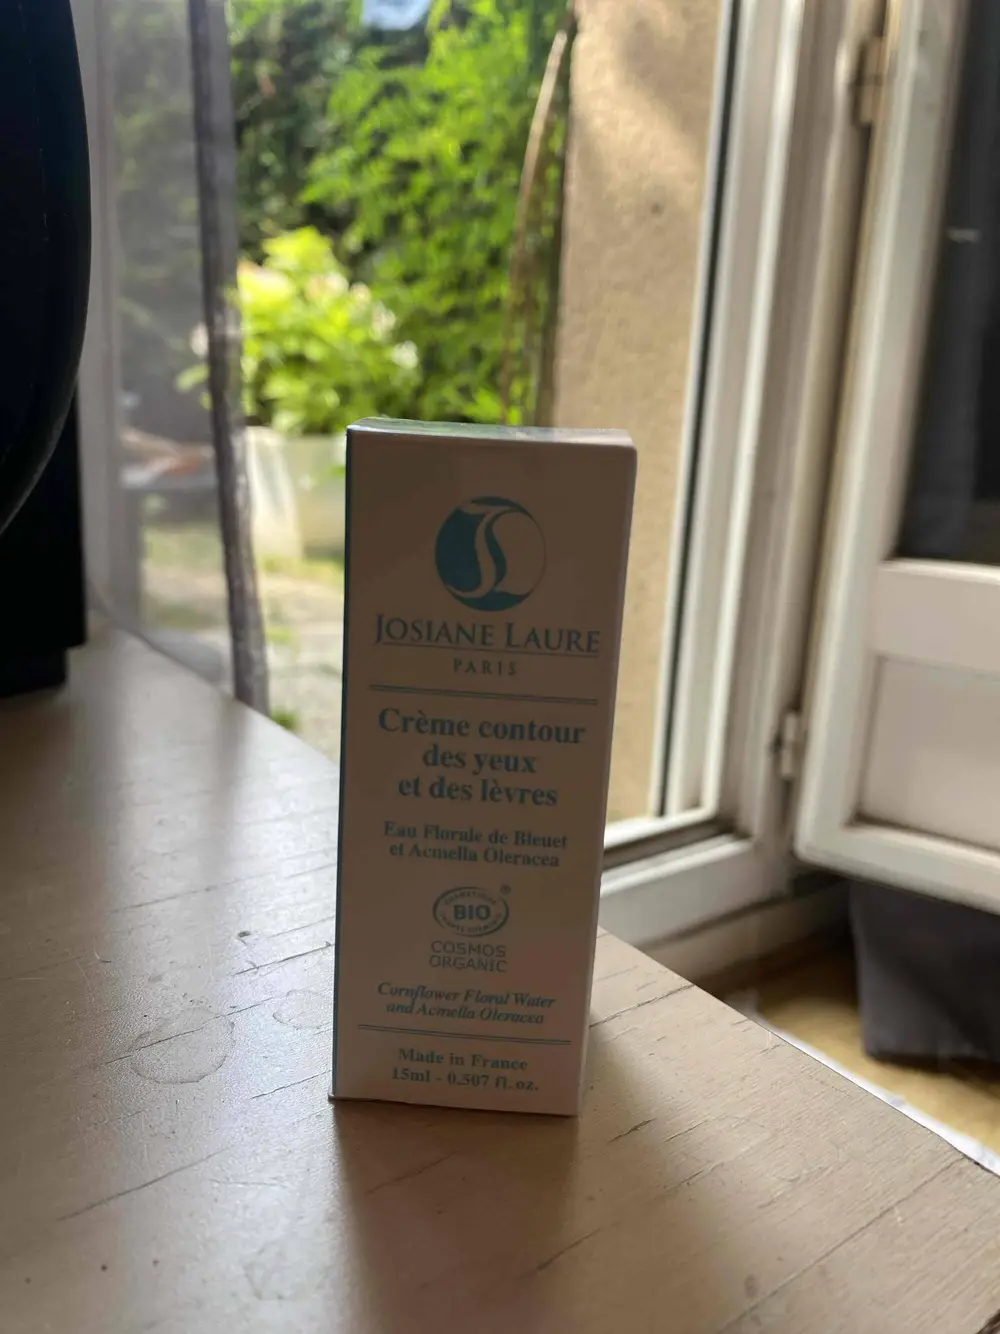 JOSIANE LAURE
PARIS
Crème contour
des yeux
et des lèvres
Eau Florale de Bleuet
et Acmella Oleracea
BIO
®
COSMOS
ORGANIC
Cornflower Floral Water
and Acmella Oleracea
Made in France
15ml - 0.507 fl. oz.